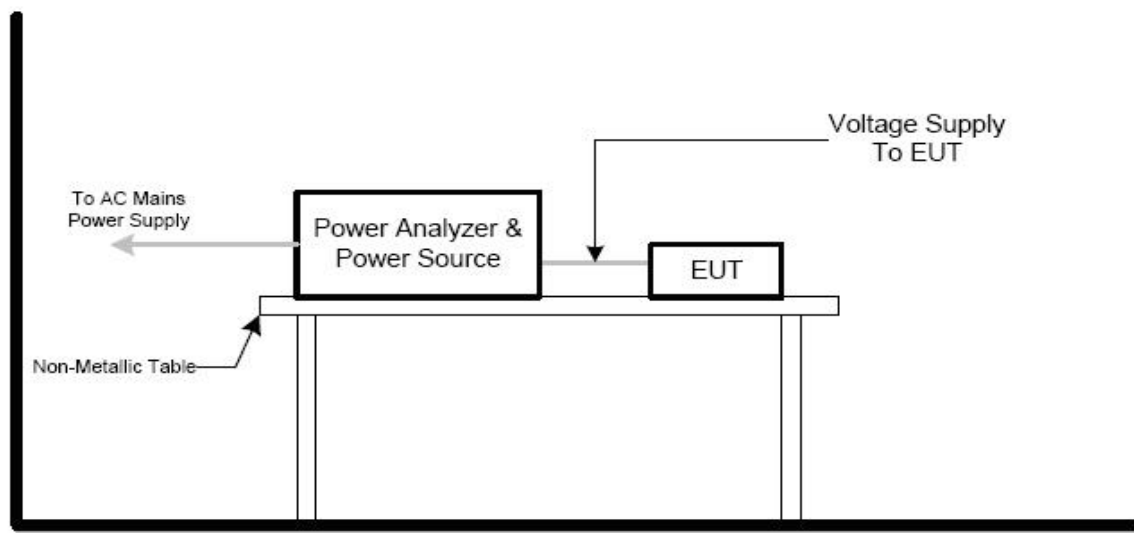 Voltage Supply
To EUT
To AC Mains
Power Supply
Power Analyzer &
Power Source
EUT
Non-Metallic Table